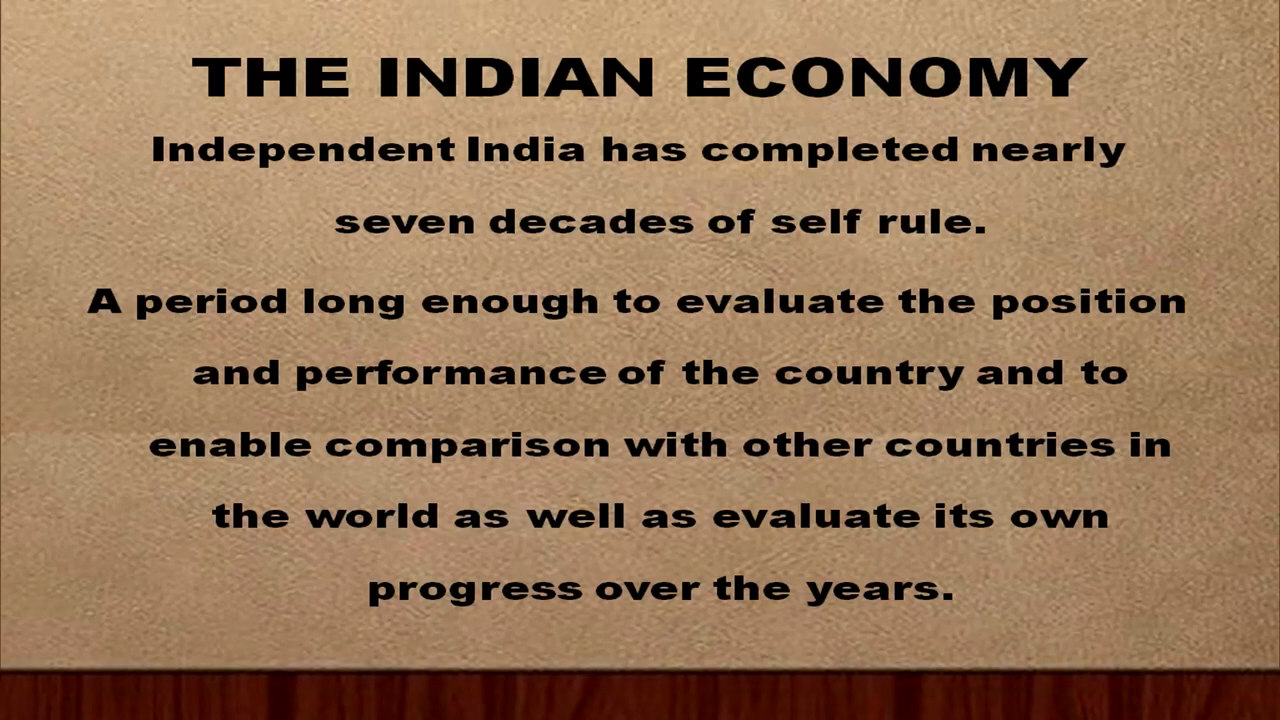 THE INDIAN ECONOMY
Independent India has completed nearly
seven decades of self rule.
A period long enough to evaluate the position
and performance of the country and to
enable comparison with other countries in
the world as well as evaluate its own
progress over the years.